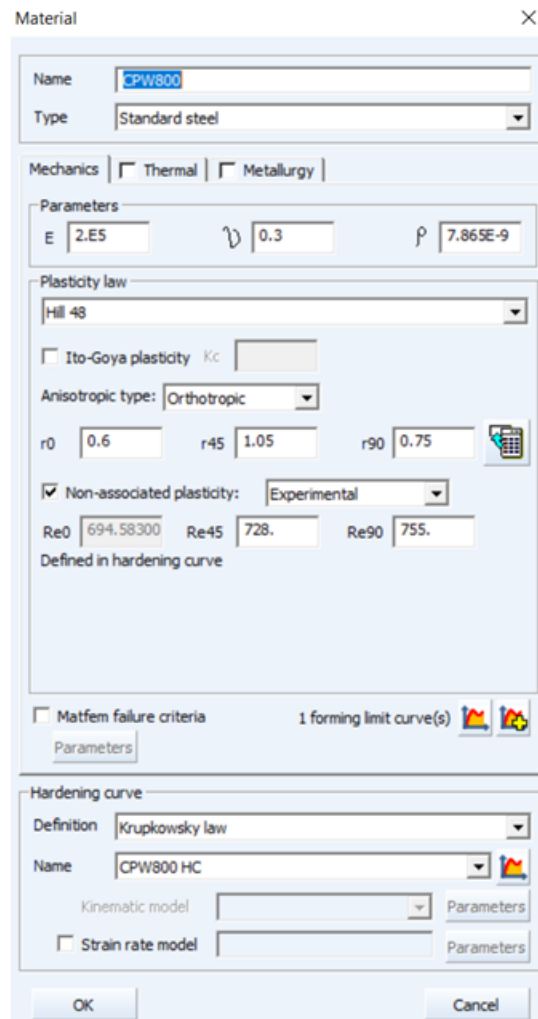 Material
Name CPW800
Type Standard steel
Mechanics Thermal Metallurgy
Parameters
E 2.E5 υ 0.3 ρ 7.865E-9
Plasticity law
Hill 48
Ito-Goya plasticity Kc
Anisotropic type: Orthotropic
r0 0.6 r45 1.05 r90 0.75
Non-associated plasticity: Experimental
Re0 694.58300 Re45 728. Re90 755.
Defined in hardening curve
Matfem failure criteria 1 forming limit curve(s)
Parameters
Hardening curve
Definition Krupkowsky law
Name CPW800 HC
Kinematic model Parameters
Strain rate model Parameters
OK Cancel